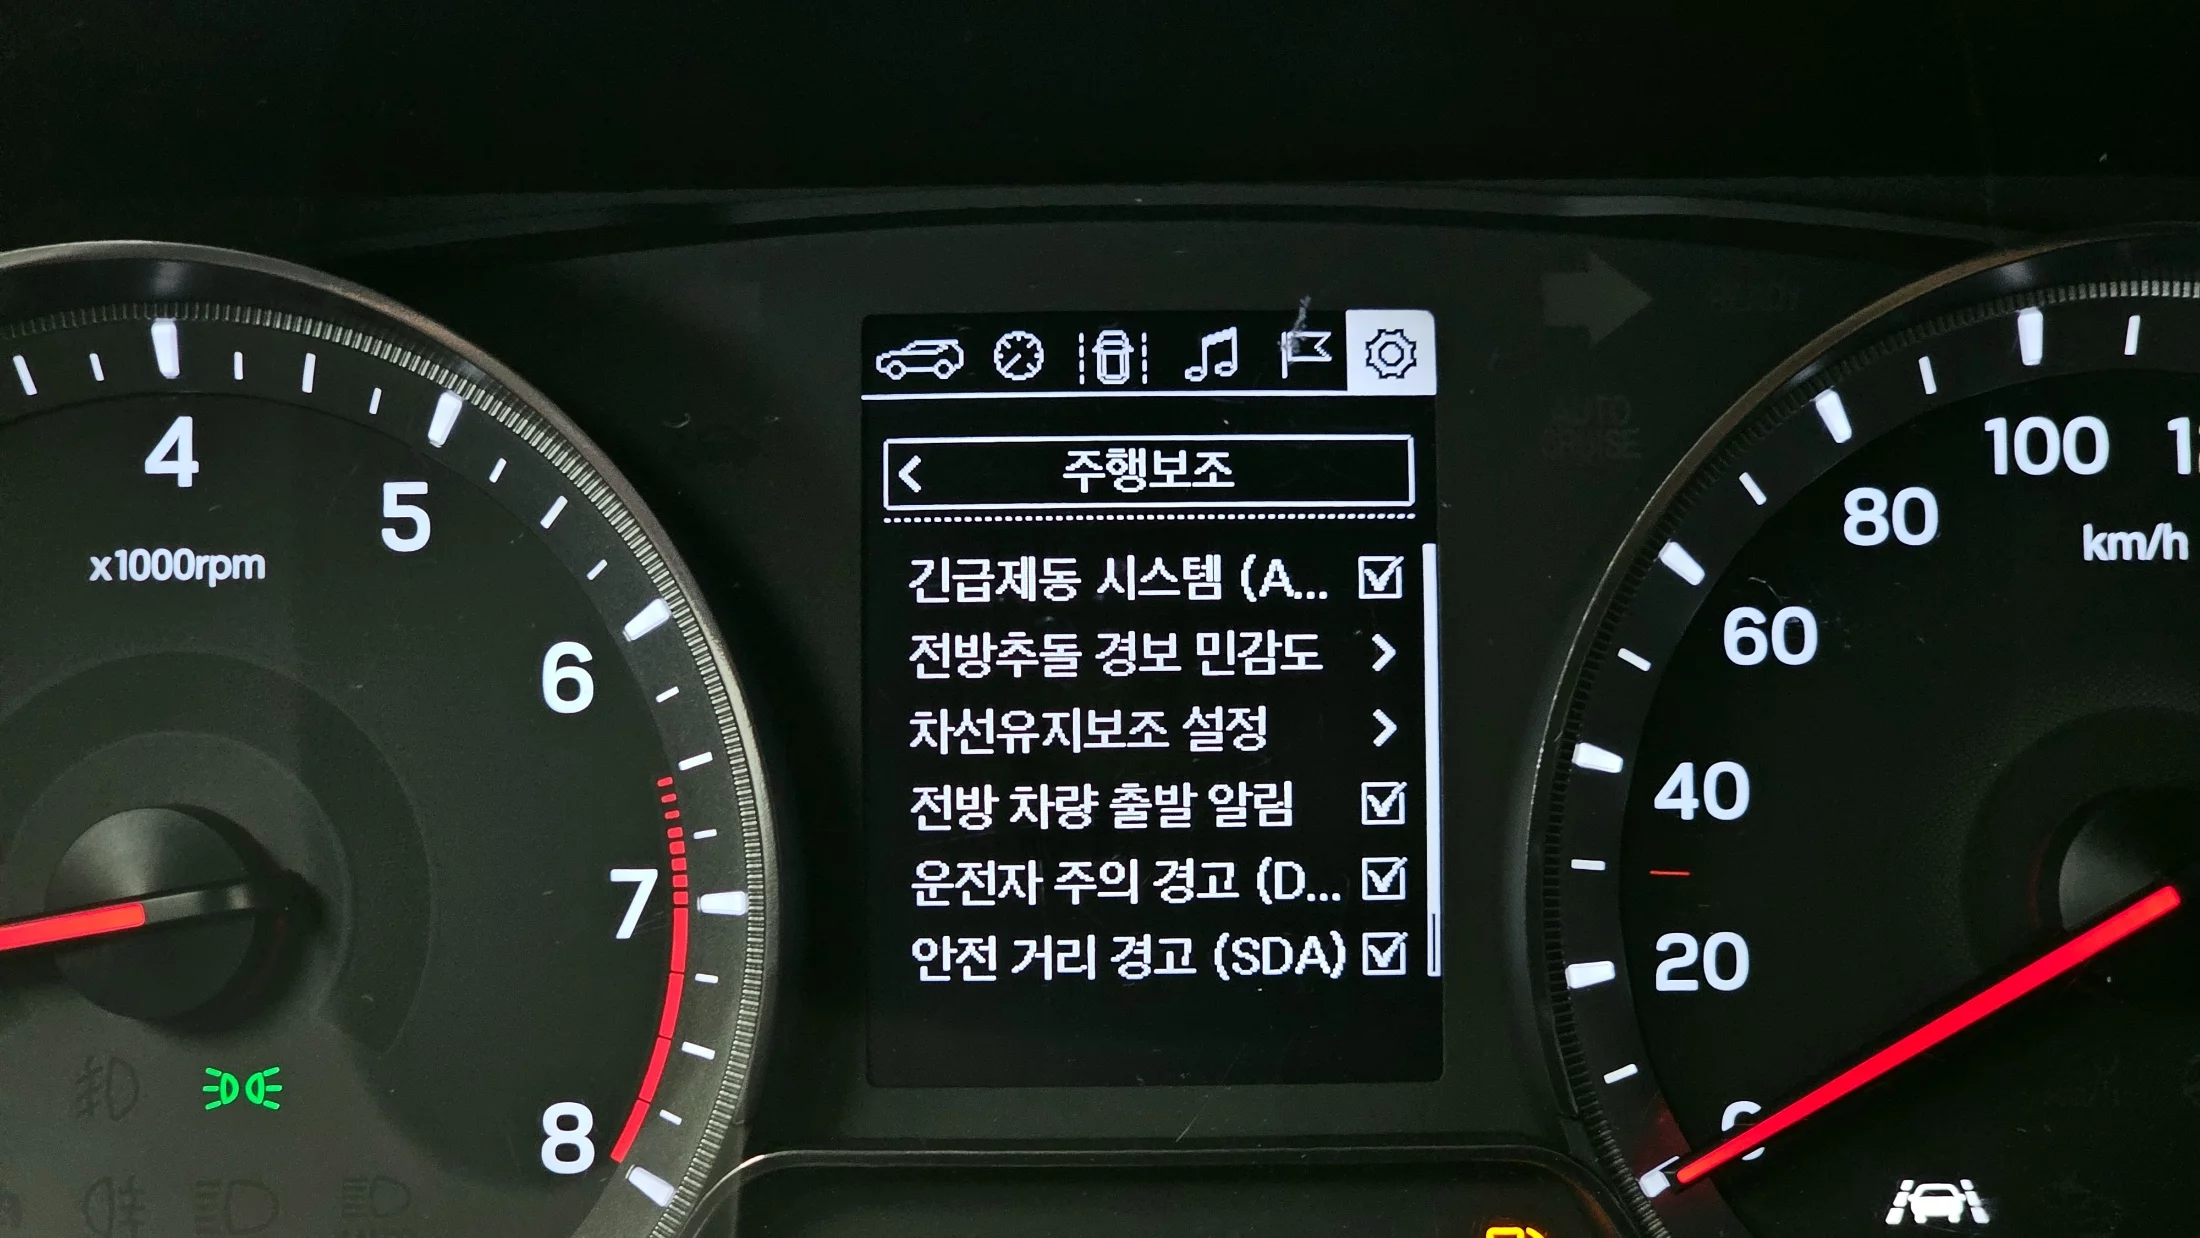 주행보조
긴급제동 시스템 (A...
전방추돌 경보 민감도
차선유지보조 설정
전방 차량 출발 알림
운전자 주의 경고 (D...
안전 거리 경고 (SDA)
4
5
6
7
8
x1000rpm
100
80
60
40
20
km/h
AUTO
CRUISE